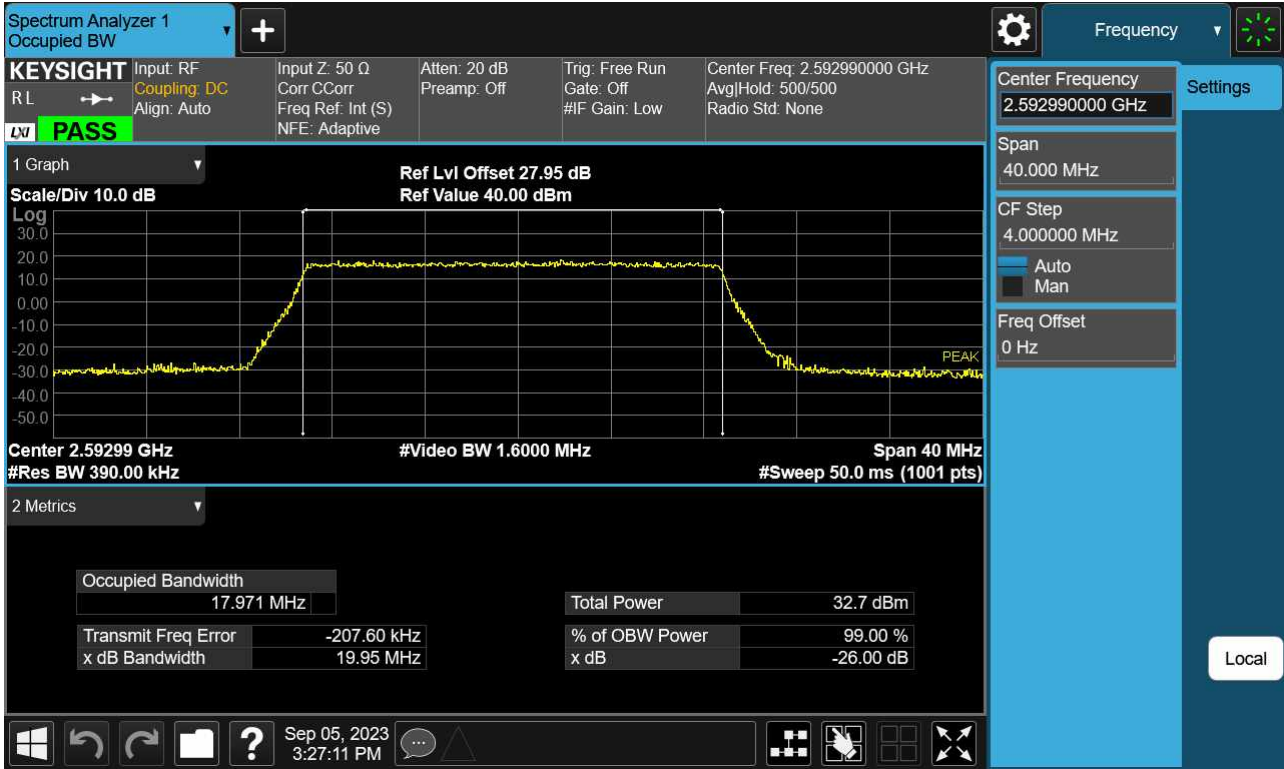 Spectrum Analyzer 1
Occupied BW
Frequency
KEYSIGHT
R L
LXI
PASS
Input: RF
Coupling: DC
Align: Auto
Input Z: 50 Ω
Corr CCorr
Freq Ref: Int (S)
NFE: Adaptive
Atten: 20 dB
Preamp: Off
Trig: Free Run
Gate: Off
#IF Gain: Low
Center Freq: 2.592990000 GHz
Avg|Hold: 500/500
Radio Std: None
Center Frequency
2.592990000 GHz
Settings
Span
40.000 MHz
CF Step
4.000000 MHz
Auto
Man
Freq Offset
0 Hz
Local
1 Graph
Scale/Div 10.0 dB
Ref Lvl Offset 27.95 dB
Ref Value 40.00 dBm
Log
30.0
20.0
10.0
0.00
-10.0
-20.0
-30.0
-40.0
-50.0
PEAK
Center 2.59299 GHz
#Video BW 1.6000 MHz
Span 40 MHz
#Res BW 390.00 kHz
#Sweep 50.0 ms (1001 pts)
2 Metrics
Occupied Bandwidth
17.971 MHz
Total Power 32.7 dBm
Transmit Freq Error -207.60 kHz
% of OBW Power 99.00 %
x dB Bandwidth 19.95 MHz
x dB -26.00 dB
?
Sep 05, 2023
3:27:11 PM